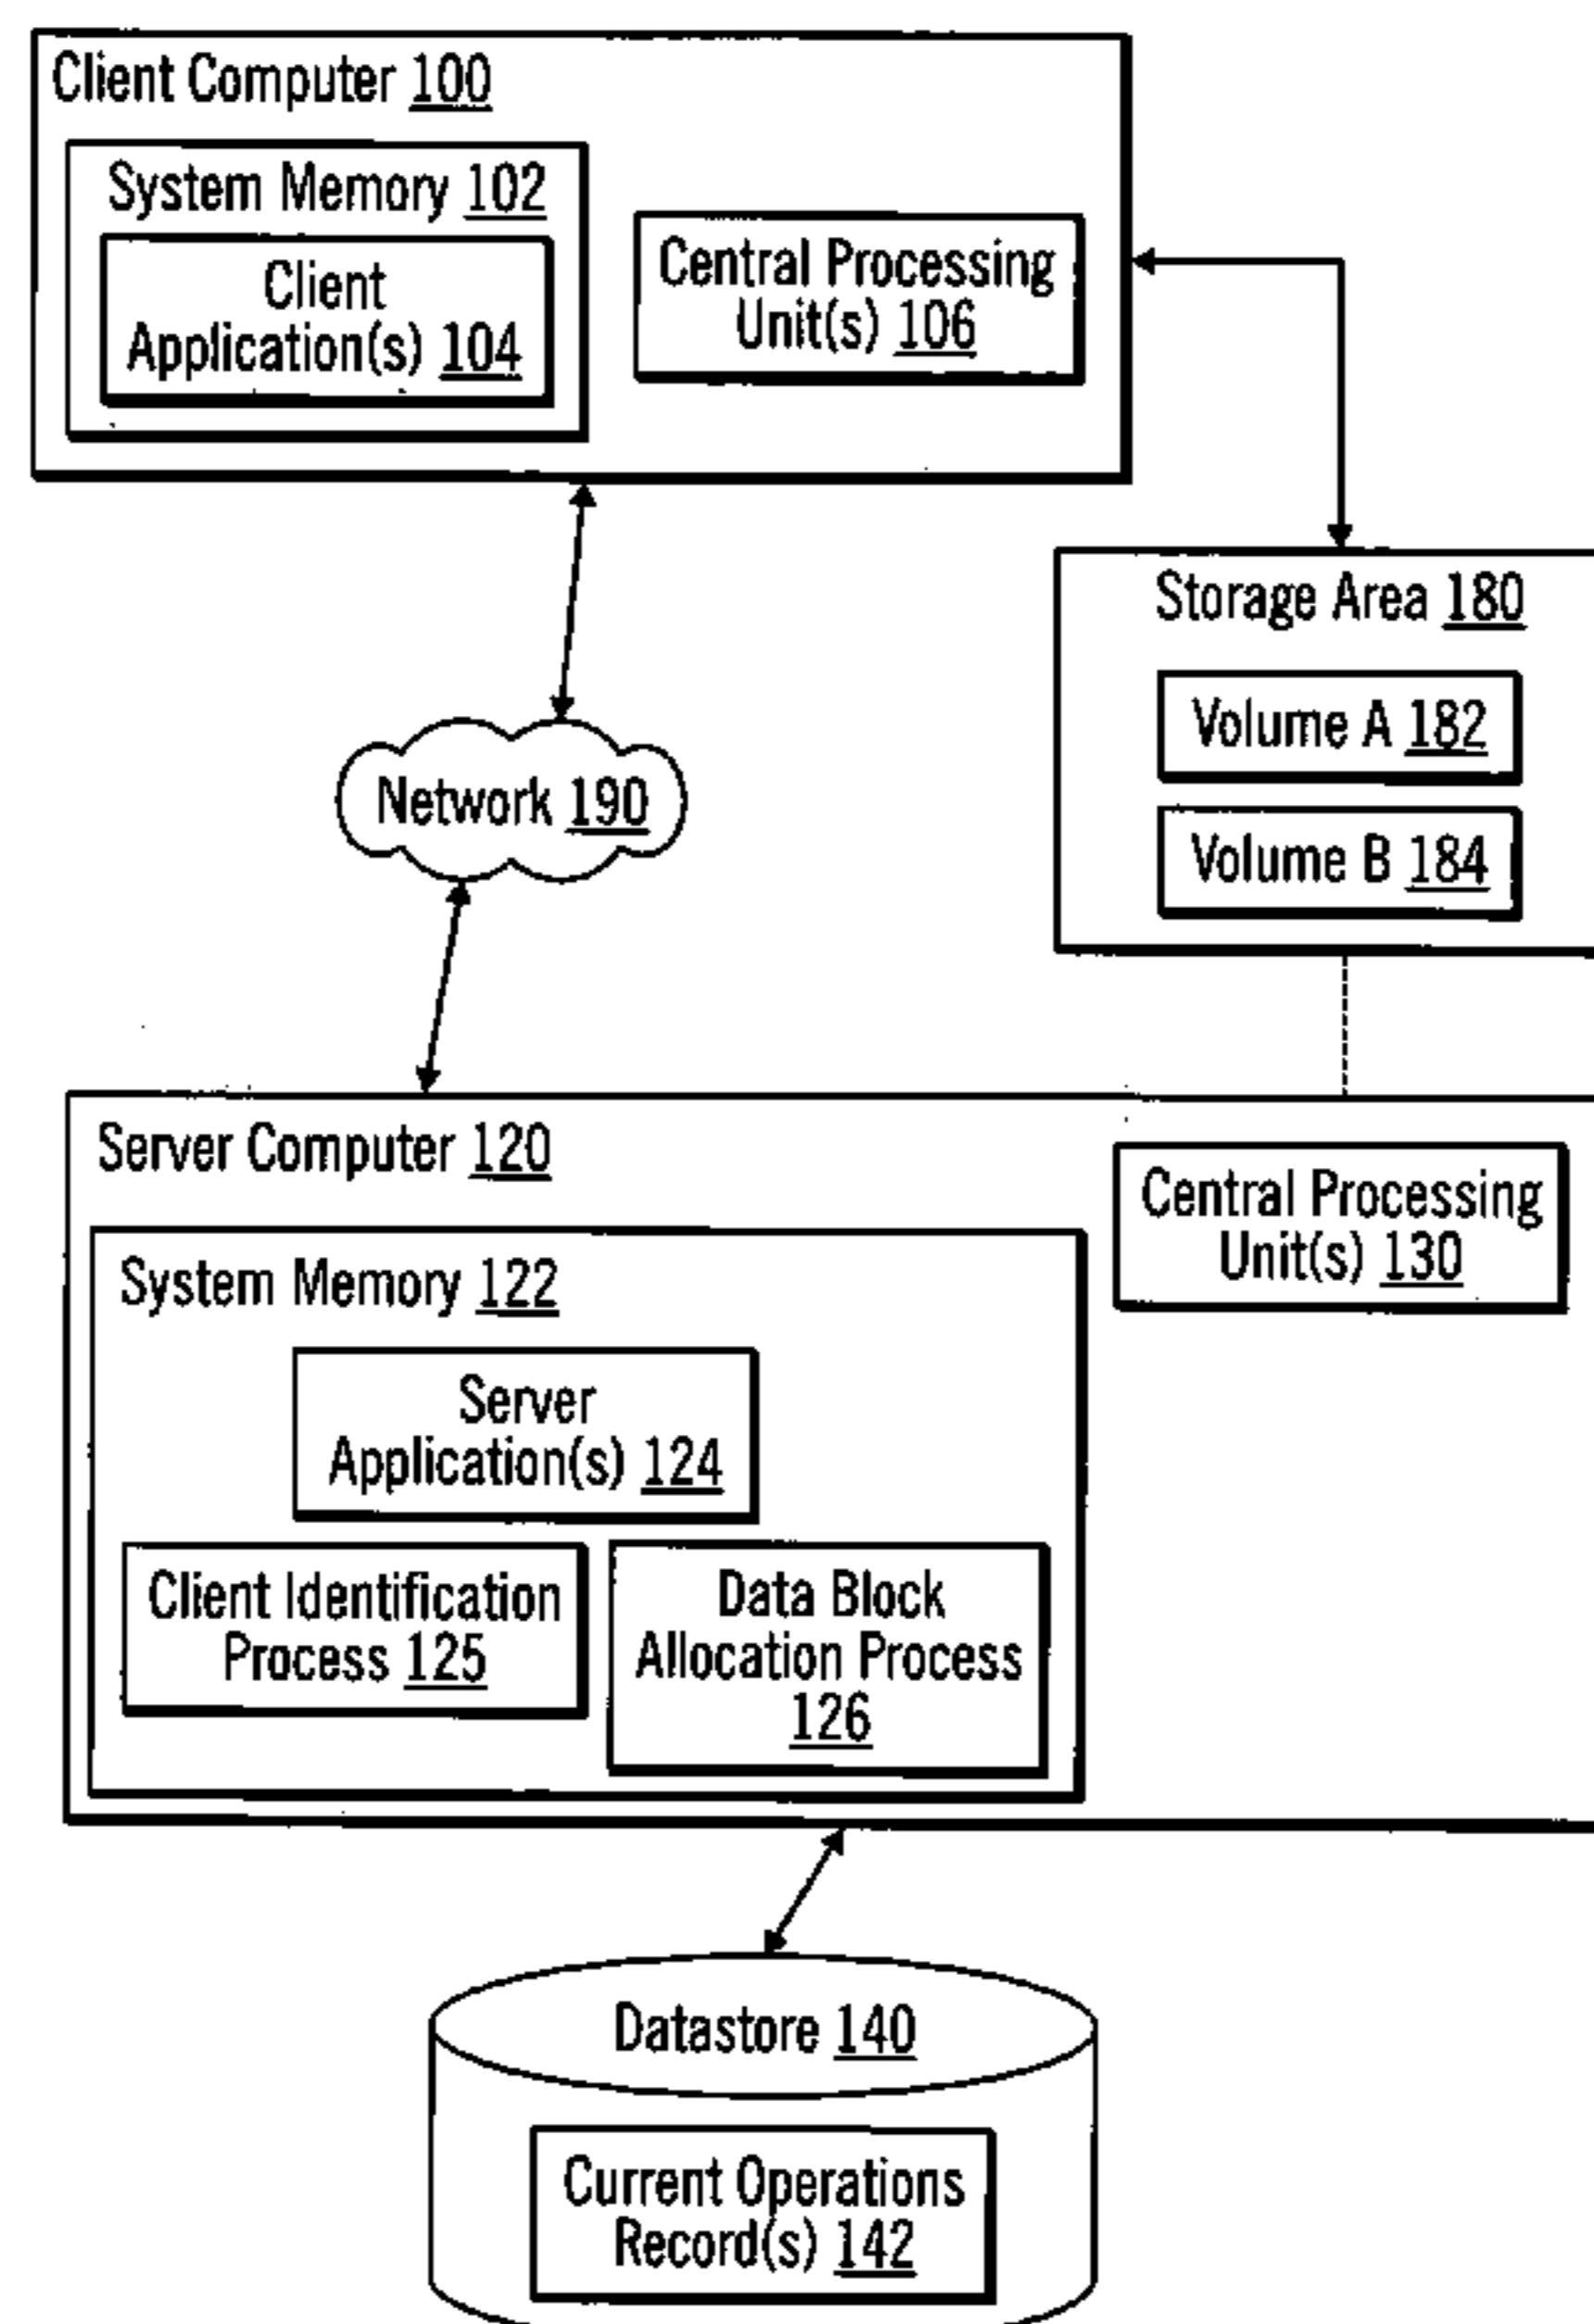 Client Computer 100
System Memory 102
Client
Application(s) 104
Central Processing
Unit(s) 106
Storage Area 180
Volume A 182
Volume B 184
Network 190
Server Computer 120
Central Processing
Unit(s) 130
System Memory 122
Server
Application(s) 124
Client Identification
Process 125
Data Block
Allocation Process
126
Datastore 140
Current Operations
Record(s) 142